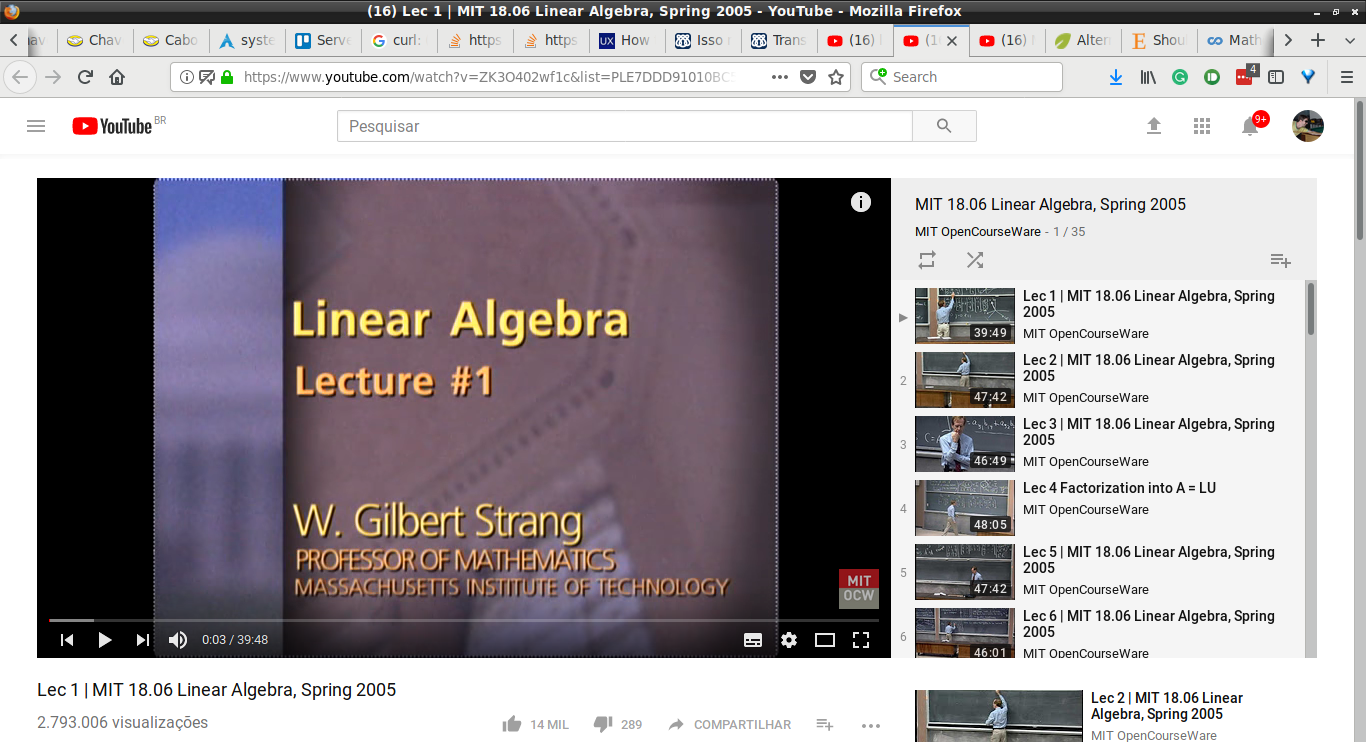 (16) Lec 1 | MIT 18.06 Linear Algebra, Spring 2005 - YouTube - Mozilla Firefox
Chav
Cabo
syste
Serve
curl:
https
https
UX How
Isso
Trans
(16)
(16)
Alter
Shou
Math
https://www.youtube.com/watch?v=ZK3O402wf1c&list=PLE7DDD91010BC5
Search
4
YouTube BR
Pesquisar
9+
Linear Algebra
Lecture #1
W. Gilbert Strang
PROFESSOR OF MATHEMATICS
MASSACHUSETTS INSTITUTE OF TECHNOLOGY
MIT
OCW
0:03 / 39:48
MIT 18.06 Linear Algebra, Spring 2005
MIT OpenCourseWare - 1 / 35
Lec 1 | MIT 18.06 Linear Algebra, Spring
2005
MIT OpenCourseWare
39:49
2
Lec 2 | MIT 18.06 Linear Algebra, Spring
2005
MIT OpenCourseWare
47:42
3
Lec 3 | MIT 18.06 Linear Algebra, Spring
2005
MIT OpenCourseWare
46:49
4
Lec 4 Factorization into A = LU
MIT OpenCourseWare
48:05
5
Lec 5 | MIT 18.06 Linear Algebra, Spring
2005
MIT OpenCourseWare
47:42
6
Lec 6 | MIT 18.06 Linear Algebra, Spring
2005
MIT OpenCourseWare
46:01
Lec 1 | MIT 18.06 Linear Algebra, Spring 2005
2.793.006 visualizações
14 MIL
289
COMPARTILHAR
Lec 2 | MIT 18.06 Linear
Algebra, Spring 2005
MIT OpenCourseWare